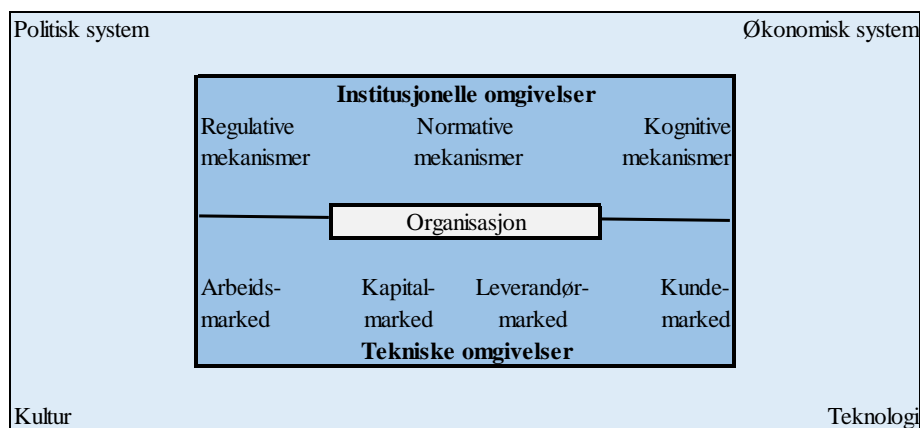 Politisk system Økonomisk system
Institusjonelle omgivelser
Regulative Normative Kognitive
mekanismer mekanismer mekanismer
Organisasjon
Arbeids- Kapital- Leverandør- Kunde-
marked marked marked marked
Tekniske omgivelser
Kultur Teknologi